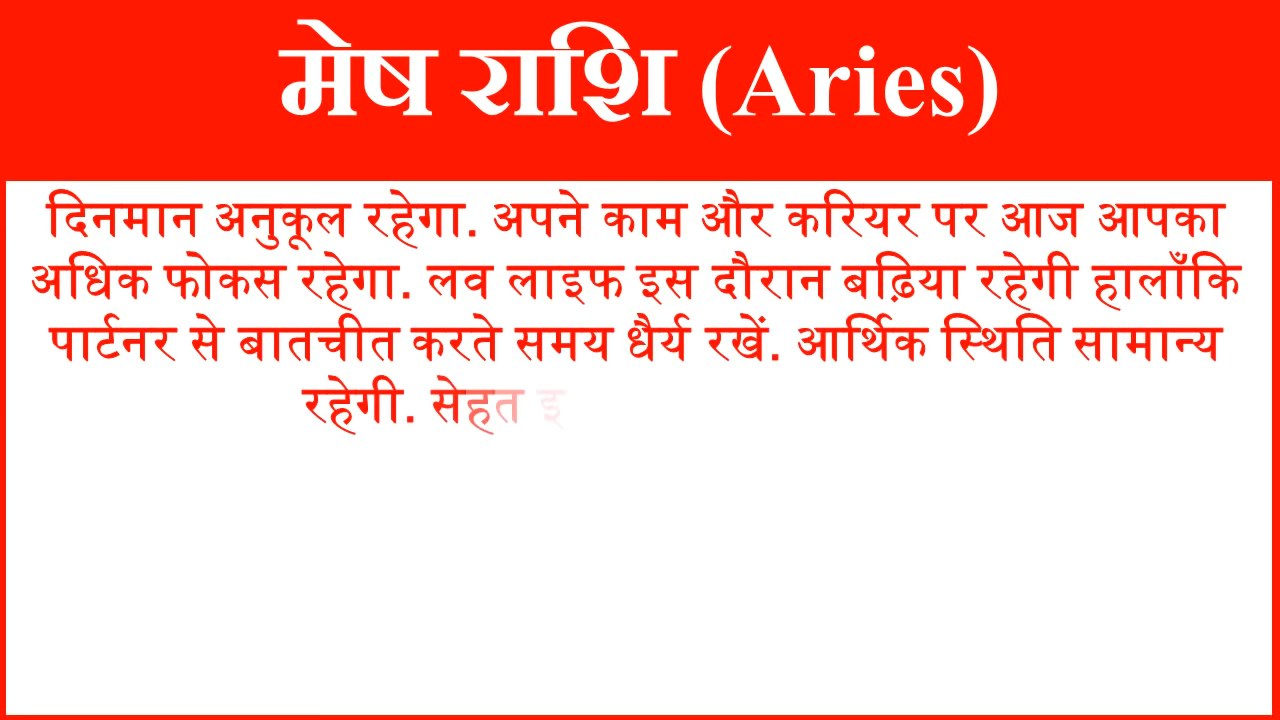 मेष राशि (Aries)
दिनमान अनुकूल रहेगा. अपने काम और करियर पर आज आपका
अधिक फोकस रहेगा. लव लाइफ इस दौरान बढ़िया रहेगी हालाँकि
पार्टनर से बातचीत करते समय धैर्य रखें. आर्थिक स्थिति सामान्य
रहेगी. सेहत इ